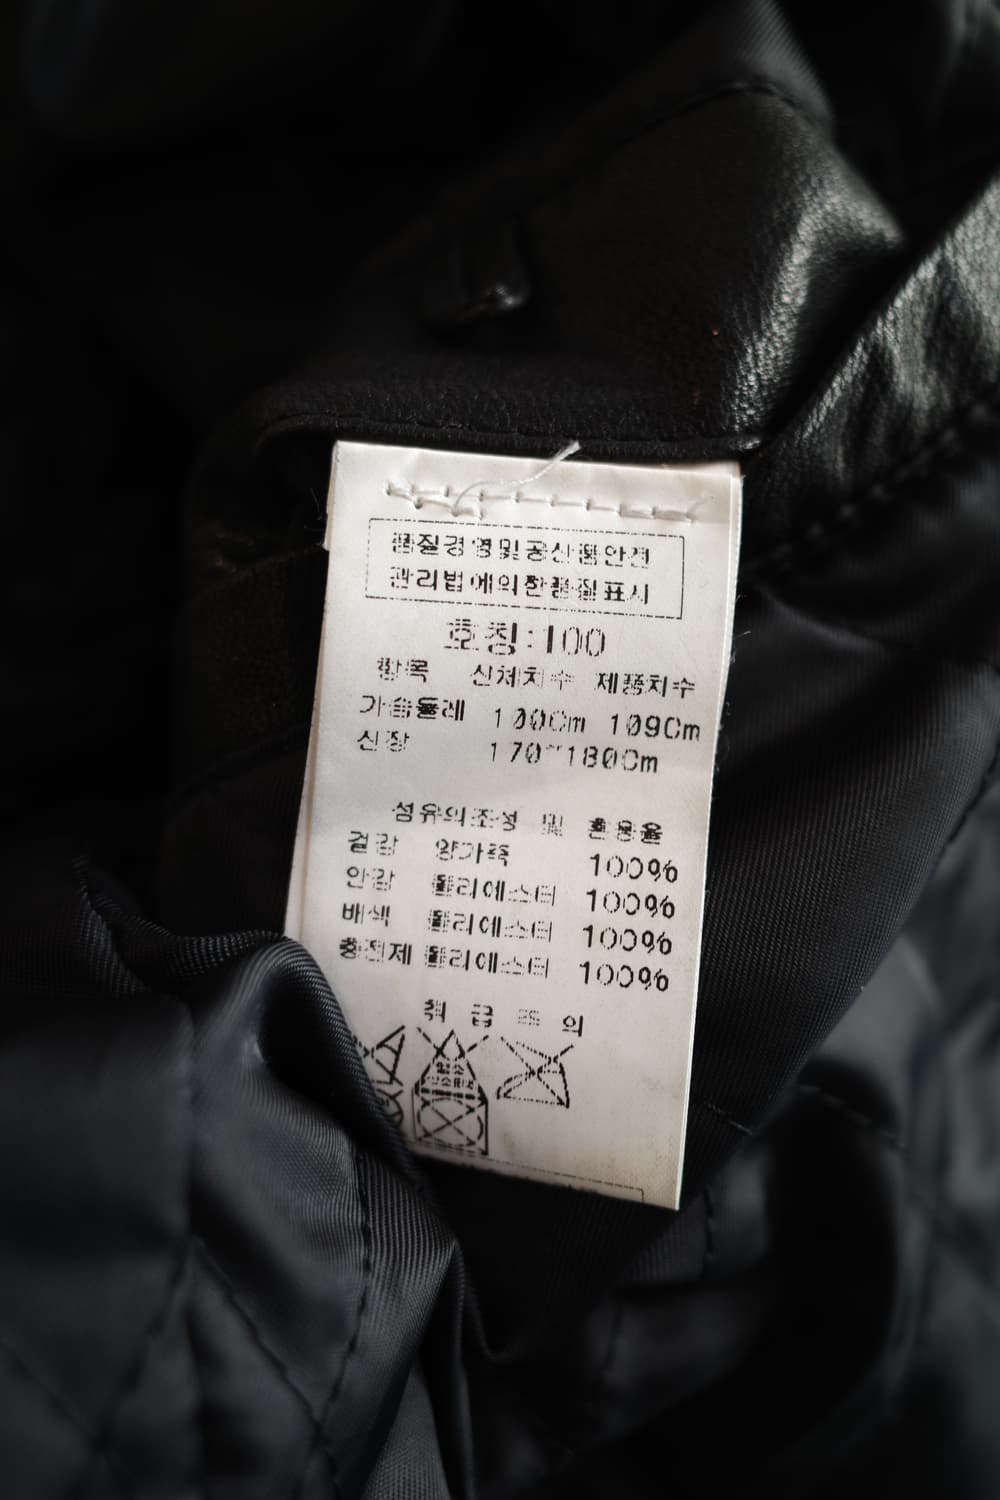 품질경영및공산품안전
관리법에의한품질표시
호칭:100
항목 신체치수 제품치수
가슴둘레 100Cm 109Cm
신장 170~180Cm
섬유의조성 및 혼용율
겉감 양가죽 100%
안감 폴리에스터 100%
배색 폴리에스터 100%
충전제 폴리에스터 100%
취급주의